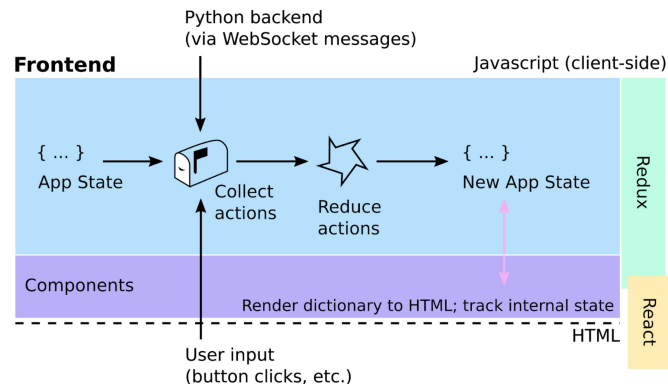 Python backend
(via WebSocket messages)
Frontend
Javascript (client-side)
{ ... }
App State
Collect
actions
Reduce
actions
{ ... }
New App State
Redux
Components
Render dictionary to HTML; track internal state
HTML
React
User input
(button clicks, etc.)